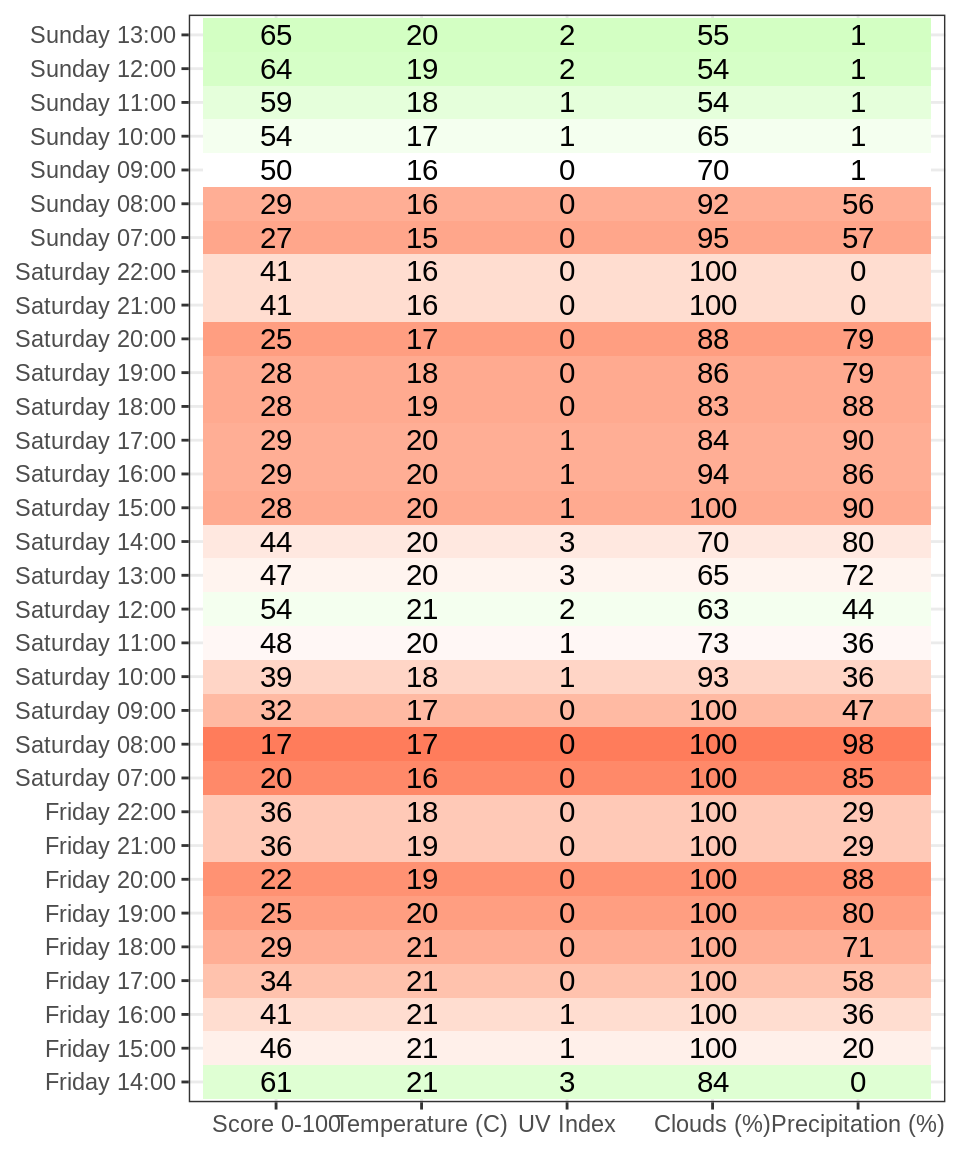 Sunday 13:00 65 20 2 55 1
Sunday 12:00 64 19 2 54 1
Sunday 11:00 59 18 1 54 1
Sunday 10:00 54 17 1 65 1
Sunday 09:00 50 16 0 70 1
Sunday 08:00 29 16 0 92 56
Sunday 07:00 27 15 0 95 57
Saturday 22:00 41 16 0 100 0
Saturday 21:00 41 16 0 100 0
Saturday 20:00 25 17 0 88 79
Saturday 19:00 28 18 0 86 79
Saturday 18:00 28 19 0 83 88
Saturday 17:00 29 20 1 84 90
Saturday 16:00 29 20 1 94 86
Saturday 15:00 28 20 1 100 90
Saturday 14:00 44 20 3 70 80
Saturday 13:00 47 20 3 65 72
Saturday 12:00 54 21 2 63 44
Saturday 11:00 48 20 1 73 36
Saturday 10:00 39 18 1 93 36
Saturday 09:00 32 17 0 100 47
Saturday 08:00 17 17 0 100 98
Saturday 07:00 20 16 0 100 85
Friday 22:00 36 18 0 100 29
Friday 21:00 36 19 0 100 29
Friday 20:00 22 19 0 100 88
Friday 19:00 25 20 0 100 80
Friday 18:00 29 21 0 100 71
Friday 17:00 34 21 0 100 58
Friday 16:00 41 21 1 100 36
Friday 15:00 46 21 1 100 20
Friday 14:00 61 21 3 84 0
Score 0-100 Temperature (C) UV Index Clouds (%) Precipitation (%)